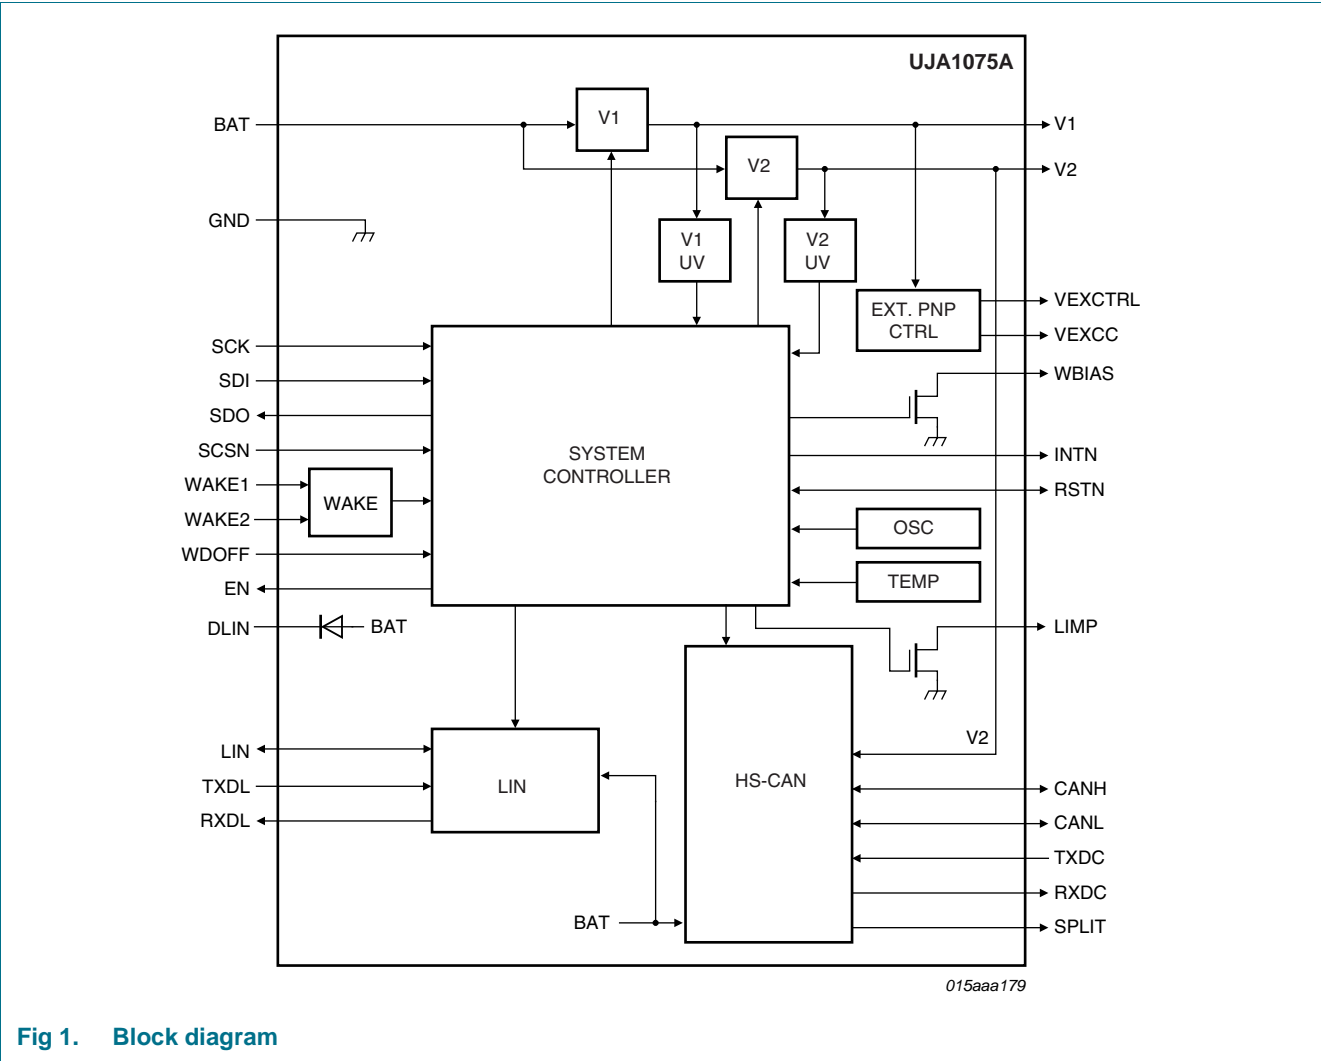 UJA1075A
BAT
V1
V1
V2
V2
GND
V1
UV
V2
UV
EXT. PNP
CTRL
VEXCTRL
VEXCC
SCK
SDI
SDO
SCSN
WAKE1
WAKE2
WAKE
WDOFF
EN
SYSTEM
CONTROLLER
WBIAS
INTN
RSTN
OSC
TEMP
DLIN
BAT
LIMP
LIN
TXDL
RXDL
LIN
BAT
HS-CAN
V2
CANH
CANL
TXDC
RXDC
SPLIT
015aaa179
Fig 1. Block diagram